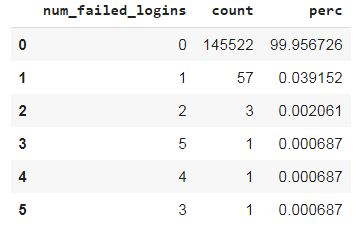 num_failed_logins count perc
0 0 145522 99.956726
1 1 57 0.039152
2 2 3 0.002061
3 5 1 0.000687
4 4 1 0.000687
5 3 1 0.000687